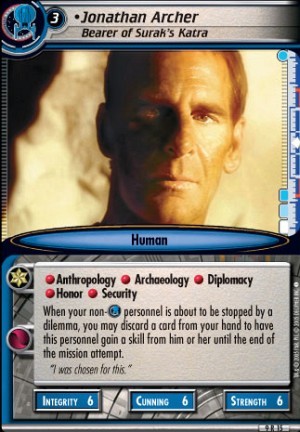 3
•Jonathan Archer
Bearer of Surak's Katra
Human
Anthropology Archaeology Diplomacy
Honor Security
When your non- personnel is about to be stopped by a
dilemma, you may discard a card from your hand to have
this personnel gain a skill from him or her until the end of
the mission attempt.
"I was chosen for this."
INTEGRITY 6 CUNNING 6 STRENGTH 6